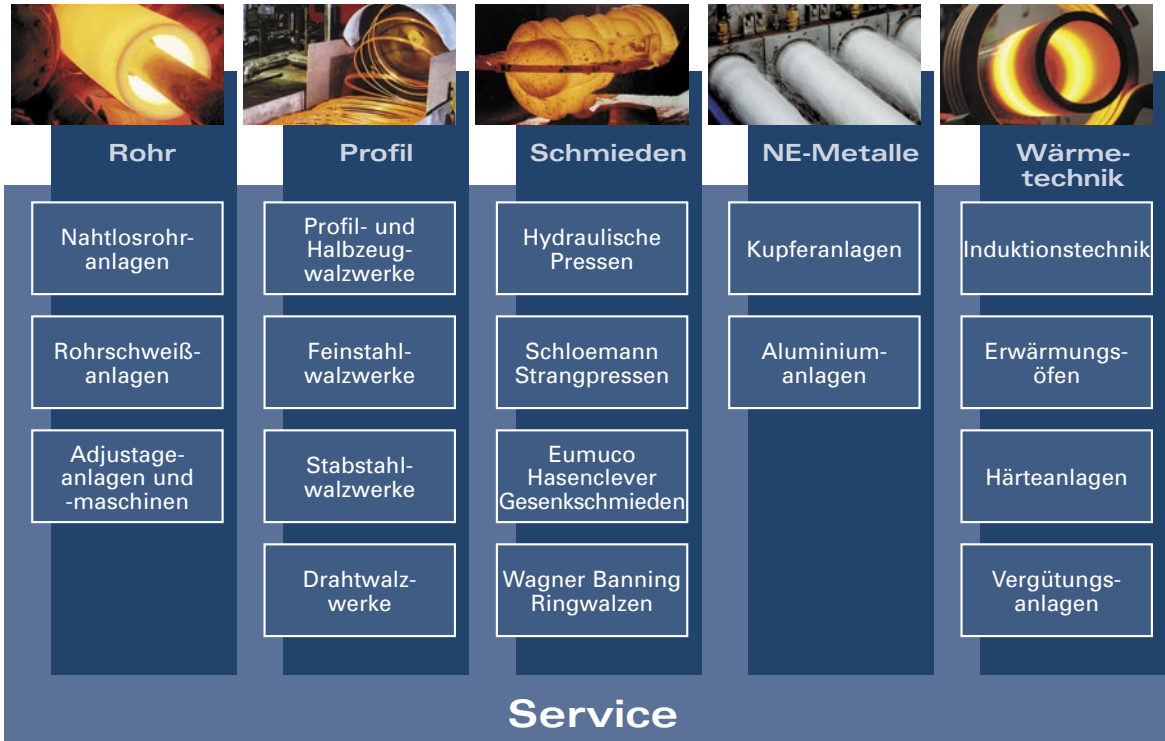 Rohr
Nahtlosrohr-
anlagen
Rohrschweiß-
anlagen
Adjustage-
anlagen und
-maschinen
Profil
Profil- und
Halbzeug-
walzwerke
Feinstahl-
walzwerke
Stabstahl-
walzwerke
Drahtwalz-
werke
Schmieden
Hydraulische
Pressen
Schloemann
Strangpressen
Eumuco
Hasenclever
Gesenkschmieden
Wagner Banning
Ringwalzen
NE-Metalle
Kupferanlagen
Aluminium-
anlagen
Wärme-
technik
Induktionstechnik
Erwärmungs-
öfen
Härteanlagen
Vergütungs-
anlagen
Service